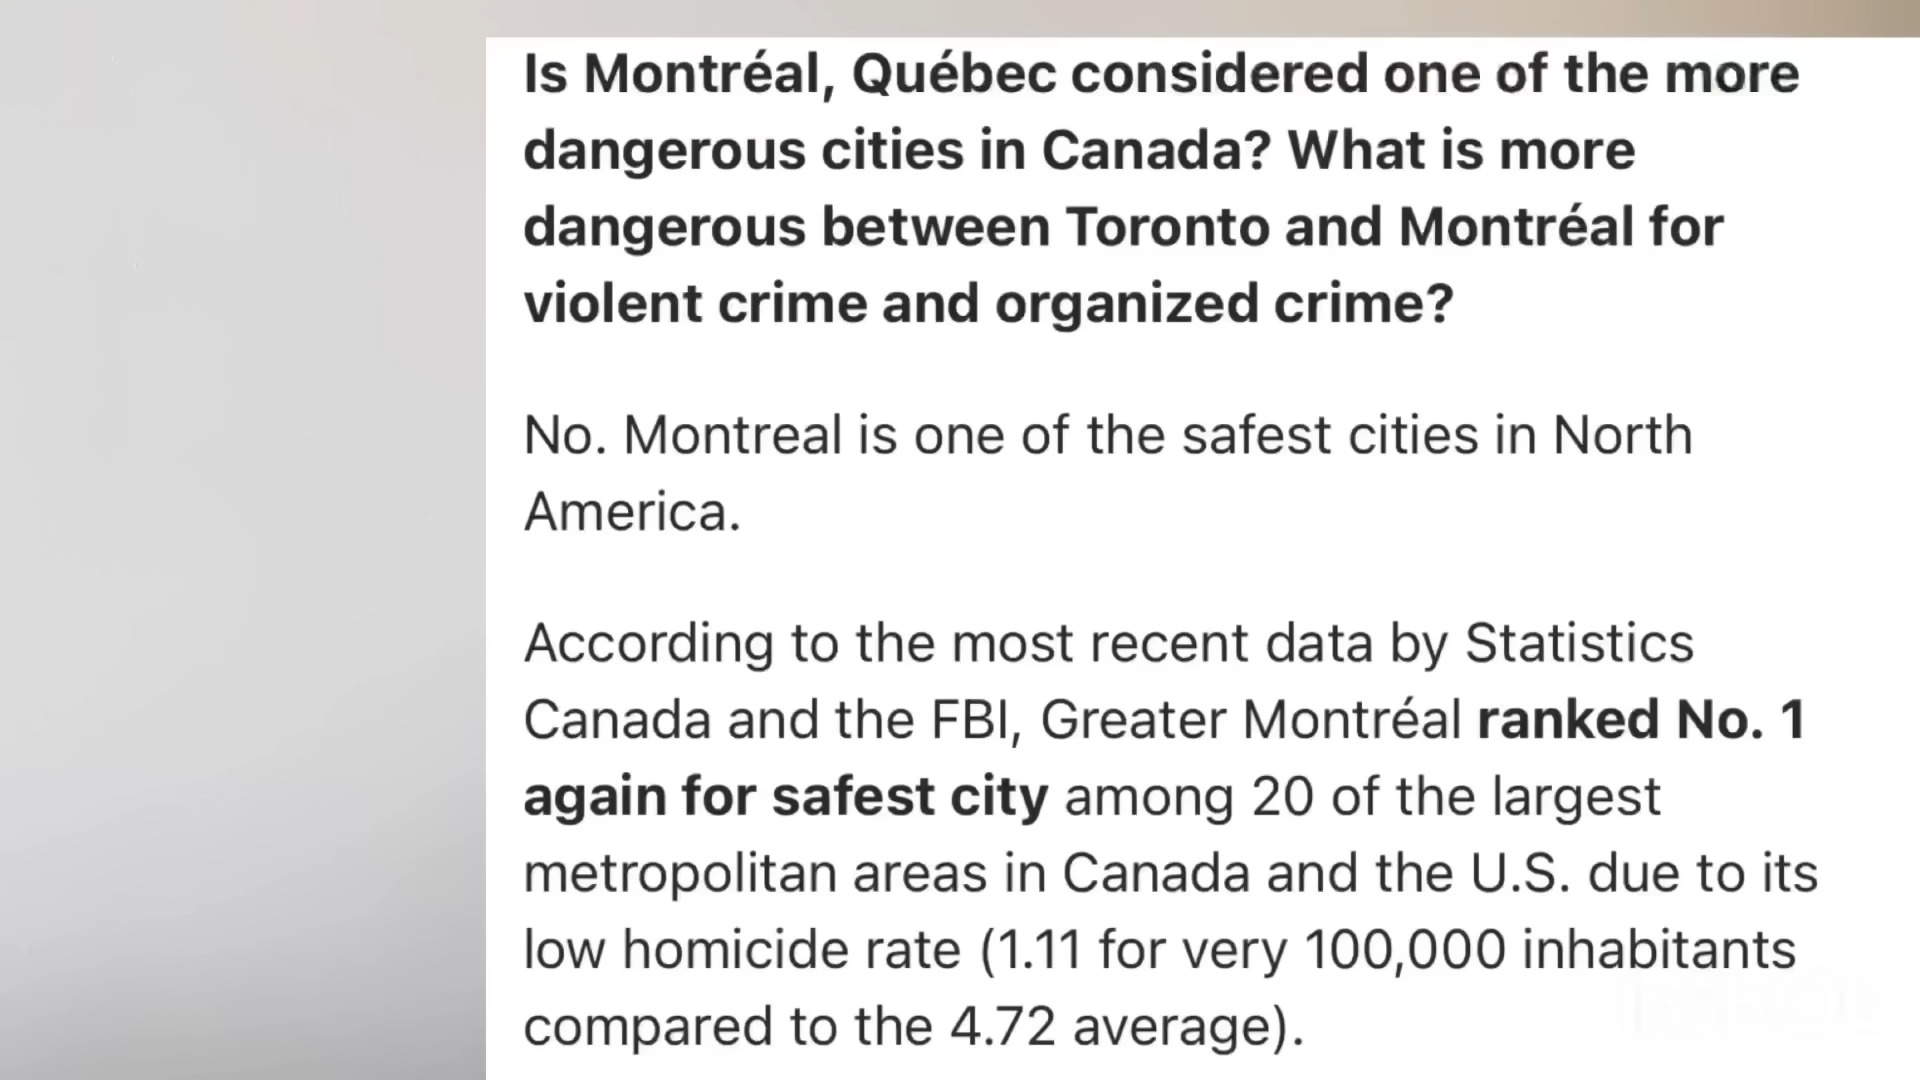 Is Montréal, Québec considered one of the more
dangerous cities in Canada? What is more
dangerous between Toronto and Montréal for
violent crime and organized crime?
No. Montreal is one of the safest cities in North
America.
According to the most recent data by Statistics
Canada and the FBI, Greater Montréal ranked No. 1
again for safest city among 20 of the largest
metropolitan areas in Canada and the U.S. due to its
low homicide rate (1.11 for very 100,000 inhabitants
compared to the 4.72 average).